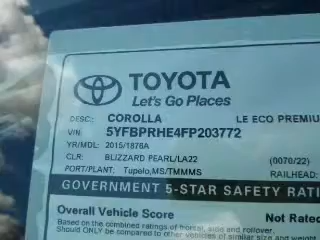 TOYOTA
Let's Go Places
DESC: COROLLA LE ECO PREMIU
VIN: 5YFBPRHE4FP203772
YR/MDL: 2015/1876A
CLR: BLIZZARD PEARL/LA22 (0070/22)
PORT/PLANT: Tupelo,MS/TMMMS RAILHEAD:
GOVERNMENT 5-STAR SAFETY RATI
Overall Vehicle Score Not Rated
Based on the combined ratings of frontal, side and rollover.
Should ONLY be compared to other vehicles of similar size and weight.